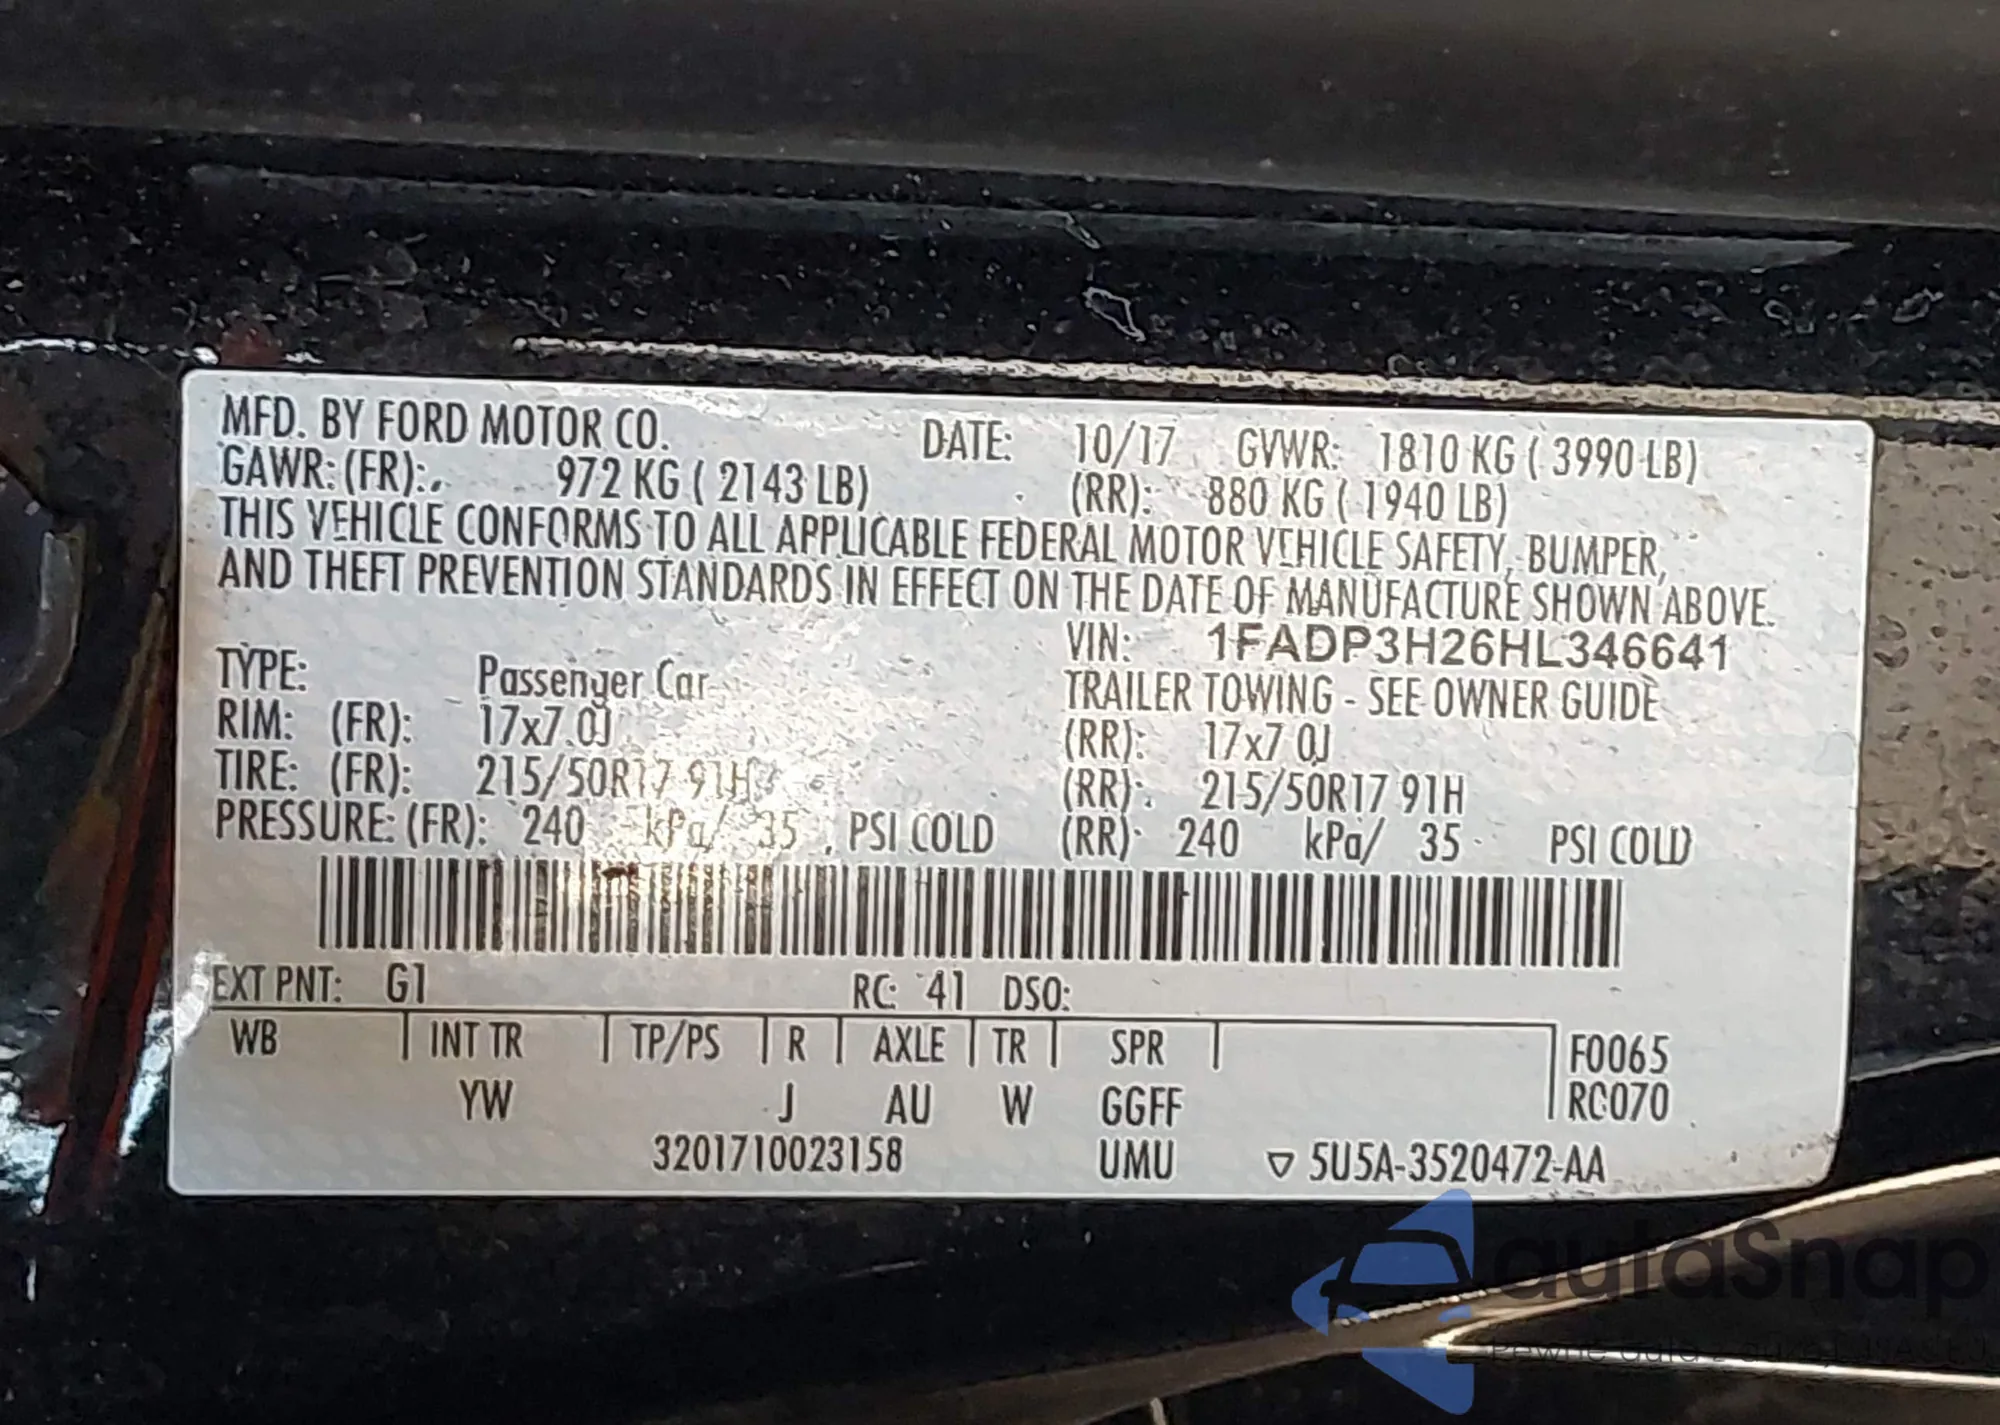 MFD. BY FORD MOTOR CO. DATE: 10/17 GVWR: 1810 KG ( 3990 LB)
GAWR: (FR): 972 KG ( 2143 LB) (RR): 880 KG ( 1940 LB)
THIS VEHICLE CONFORMS TO ALL APPLICABLE FEDERAL MOTOR VEHICLE SAFETY, BUMPER,
AND THEFT PREVENTION STANDARDS IN EFFECT ON THE DATE OF MANUFACTURE SHOWN ABOVE.
VIN: 1FADP3H26HL346641
TYPE: Passenger Car TRAILER TOWING - SEE OWNER GUIDE
RIM: (FR): 17x7.0J (RR): 17x7.0J
TIRE: (FR): 215/50R17 91H (RR): 215/50R17 91H
PRESSURE: (FR): 240 kPa/ 35 PSI COLD (RR): 240 kPa/ 35 PSI COLD
EXT PNT: G1 RC: 41 DSO:
WB INT TR TP/PS R AXLE TR SPR F0065
YW J AU W GGFF RC070
3201710023158 UMU ▽ 5U5A-3520472-AA
autaSnap